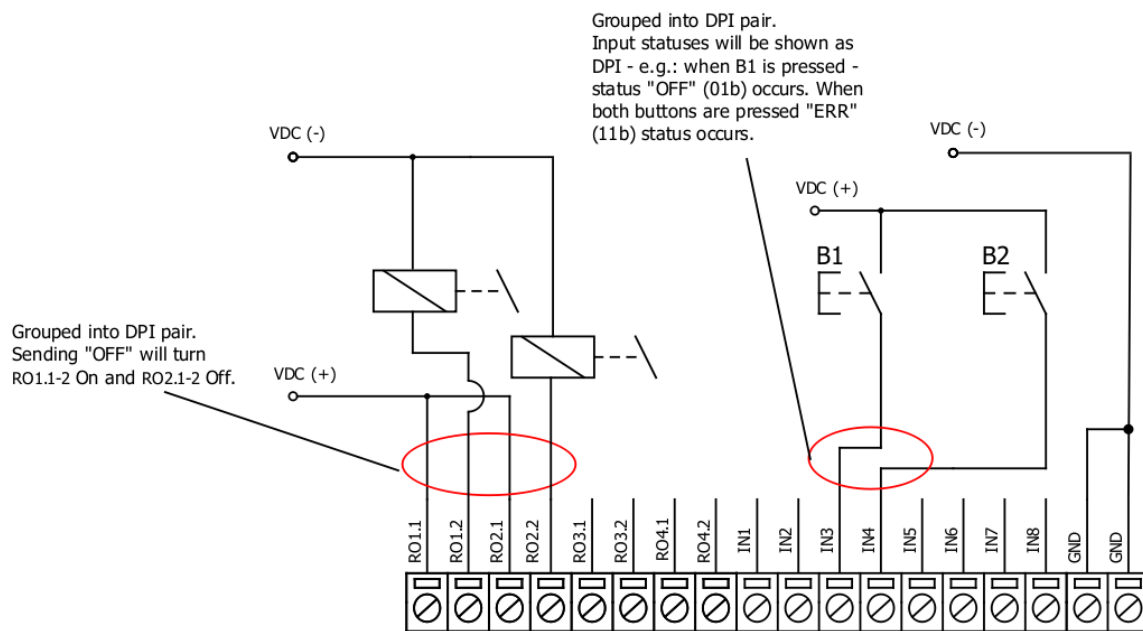 Grouped into DPI pair.
Input statuses will be shown as
DPI - e.g.: when B1 is pressed -
status "OFF" (01b) occurs. When
both buttons are pressed "ERR"
(11b) status occurs.
VDC (-)
VDC (-)
VDC (+)
B1
B2
Grouped into DPI pair.
Sending "OFF" will turn
RO1.1-2 On and RO2.1-2 Off.
VDC (+)
RO1.1
RO1.2
RO2.1
RO2.2
RO3.1
RO3.2
RO4.1
RO4.2
IN1
IN2
IN3
IN4
IN5
IN6
IN7
IN8
GND
GND